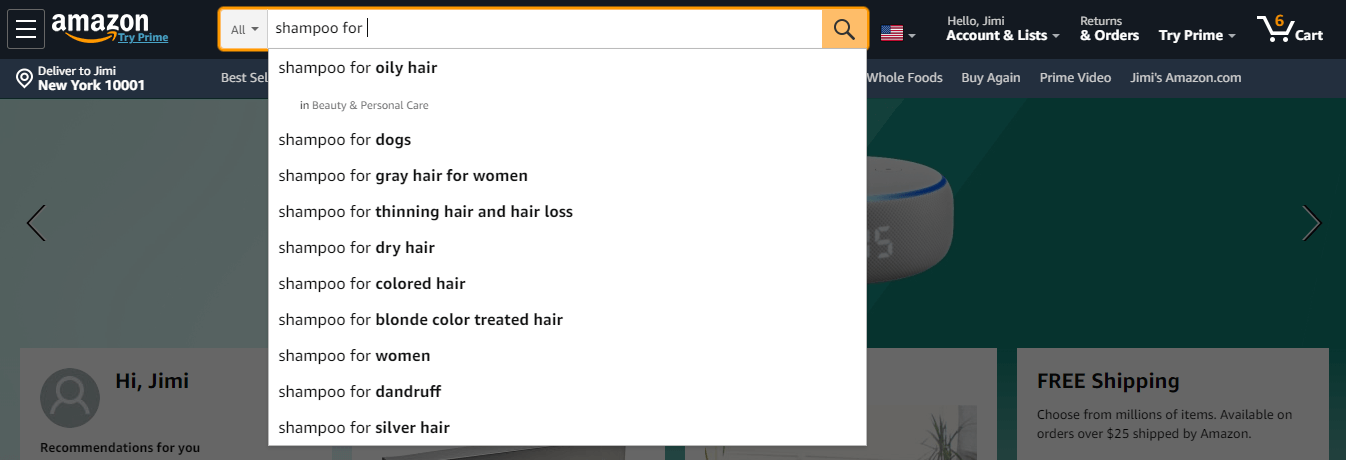 amazon
Try Prime
All
shampoo for
Hello, Jimi
Account & Lists
Returns
& Orders
Try Prime
6
Cart
Deliver to Jimi
New York 10001
Best Sel
Whole Foods
Buy Again
Prime Video
Jimi's Amazon.com
shampoo for oily hair
in Beauty & Personal Care
shampoo for dogs
shampoo for gray hair for women
shampoo for thinning hair and hair loss
shampoo for dry hair
shampoo for colored hair
shampoo for blonde color treated hair
shampoo for women
shampoo for dandruff
shampoo for silver hair
Hi, Jimi
Recommendations for you
FREE Shipping
Choose from millions of items. Available on
orders over $25 shipped by Amazon.